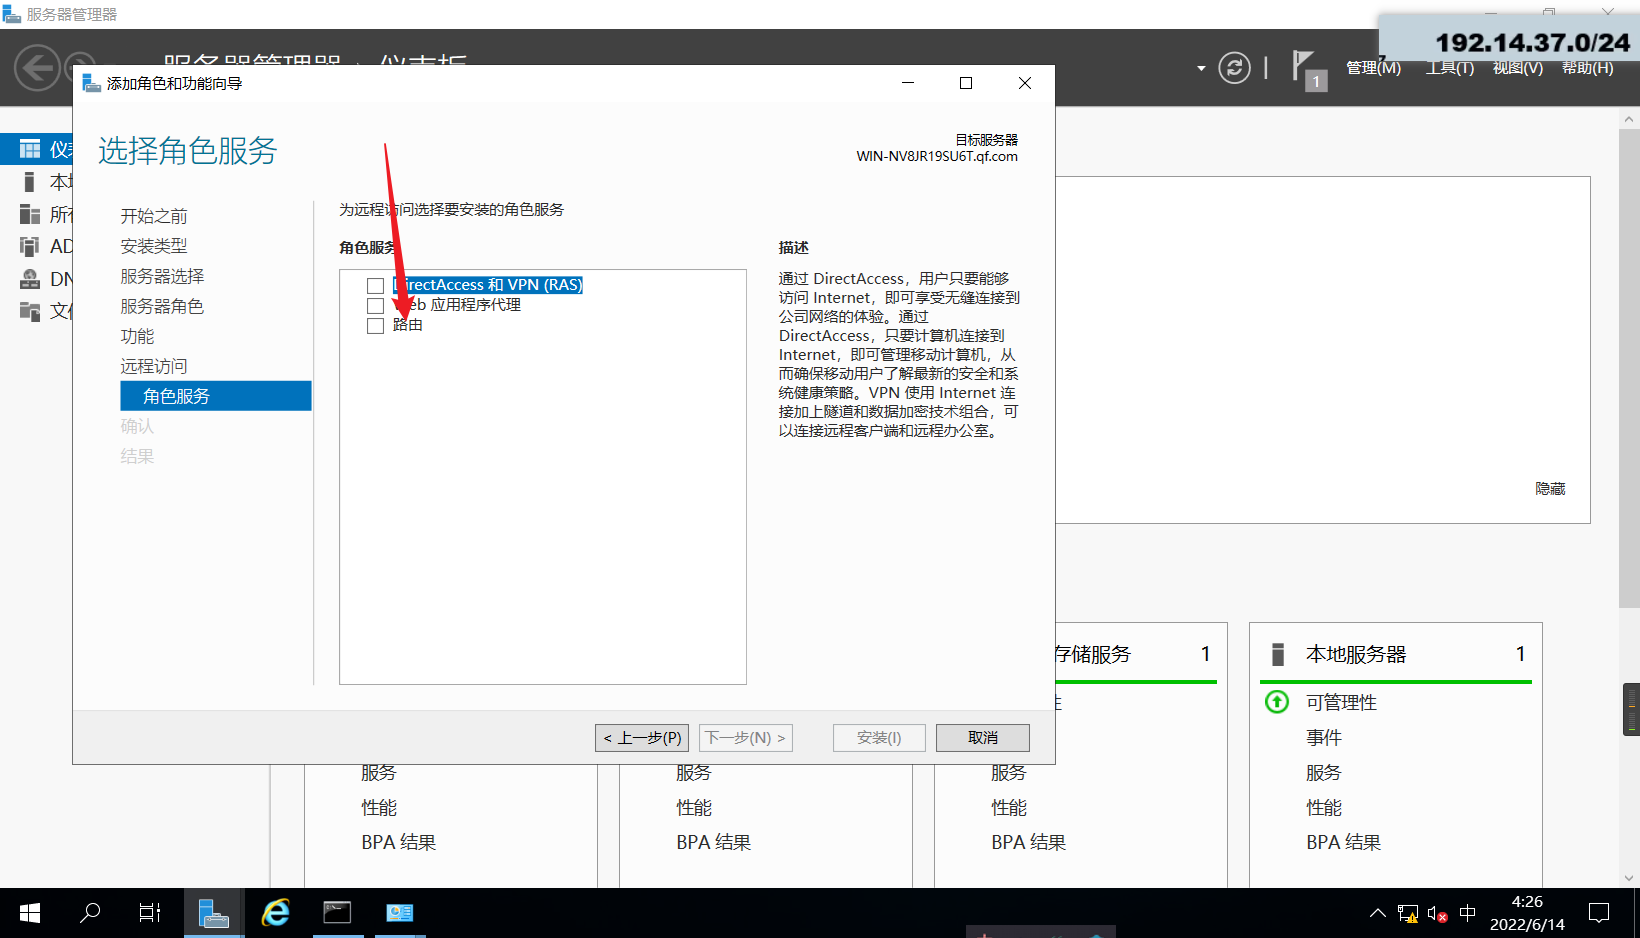 服务器管理器
192.14.37.0/24
服务器管理器 › 仪表板
1
管理(M)
工具(T)
视图(V)
帮助(H)
添加角色和功能向导
选择角色服务
目标服务器
WIN-NV8JR19SU6T.qf.com
开始之前
安装类型
服务器选择
服务器角色
功能
远程访问
角色服务
确认
结果
为远程访问选择要安装的角色服务
角色服务
DirectAccess 和 VPN (RAS)
Web 应用程序代理
路由
描述
通过 DirectAccess，用户只要能够
访问 Internet，即可享受无缝连接到
公司网络的体验。通过
DirectAccess，只要计算机连接到
Internet，即可管理移动计算机，从
而确保移动用户了解最新的安全和系
统健康策略。VPN 使用 Internet 连
接加上隧道和数据加密技术组合，可
以连接远程客户端和远程办公室。
< 上一步(P)
下一步(N) >
安装(I)
取消
仪
本
所
AD
DN
文
隐藏
存储服务 1
性
本地服务器 1
可管理性
事件
服务
性能
BPA 结果
服务
性能
BPA 结果
服务
性能
BPA 结果
服务
性能
BPA 结果
中
4:26
2022/6/14